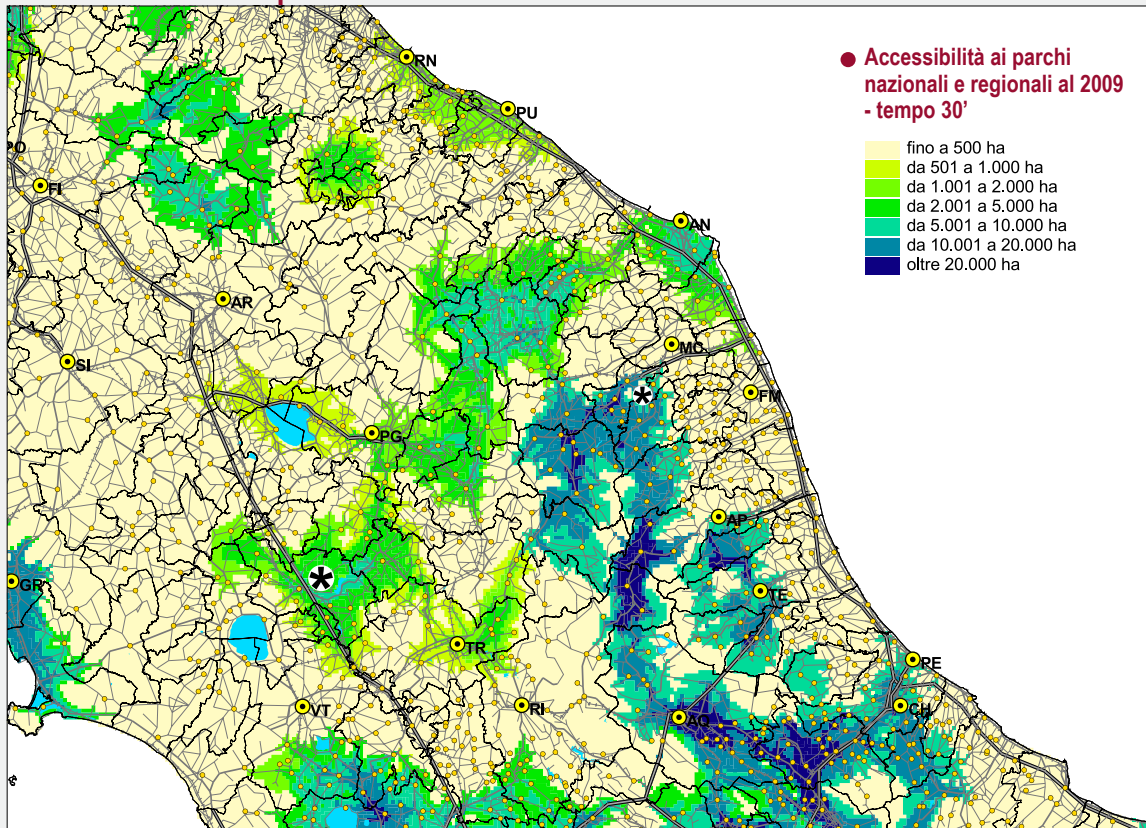 RN
PU
● Accessibilità ai parchi
nazionali e regionali al 2009
- tempo 30’
fino a 500 ha
da 501 a 1.000 ha
da 1.001 a 2.000 ha
da 2.001 a 5.000 ha
da 5.001 a 10.000 ha
da 10.001 a 20.000 ha
oltre 20.000 ha
PO
FI
AN
AR
MC
SI
*
FM
PG
AP
*
GR
TE
TR
PE
VT
RI
AQ
CH